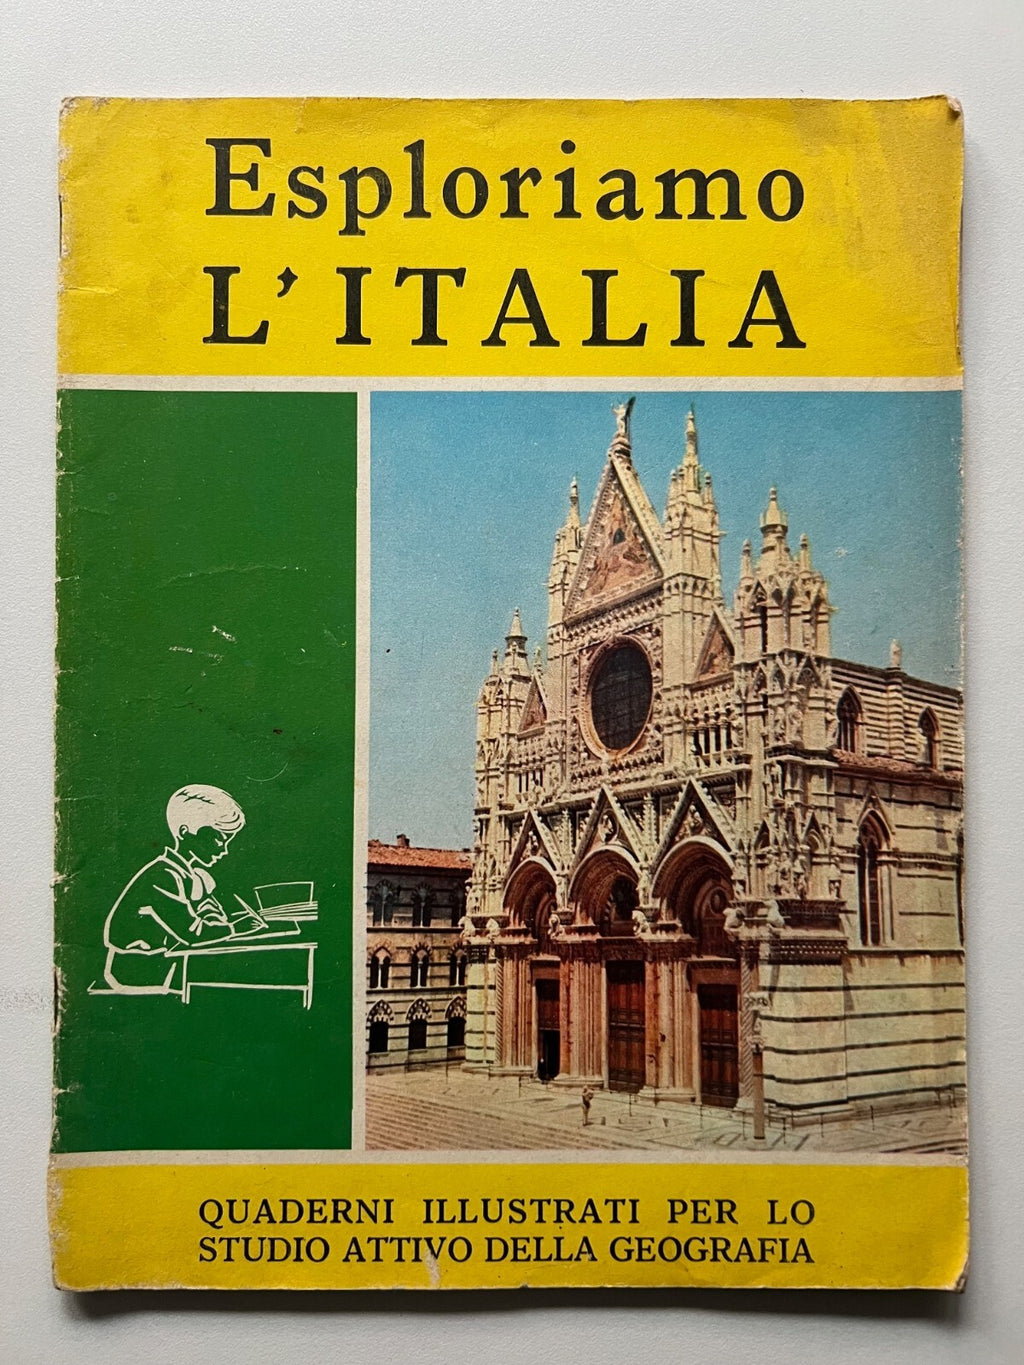 Esploriamo
L'ITALIA
QUADERNI ILLUSTRATI PER LO
STUDIO ATTIVO DELLA GEOGRAFIA